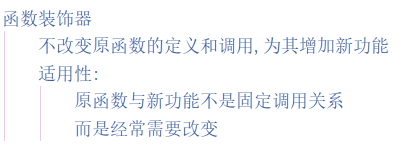 函数装饰器
不改变原函数的定义和调用, 为其增加新功能
适用性:
原函数与新功能不是固定调用关系
而是经常需要改变